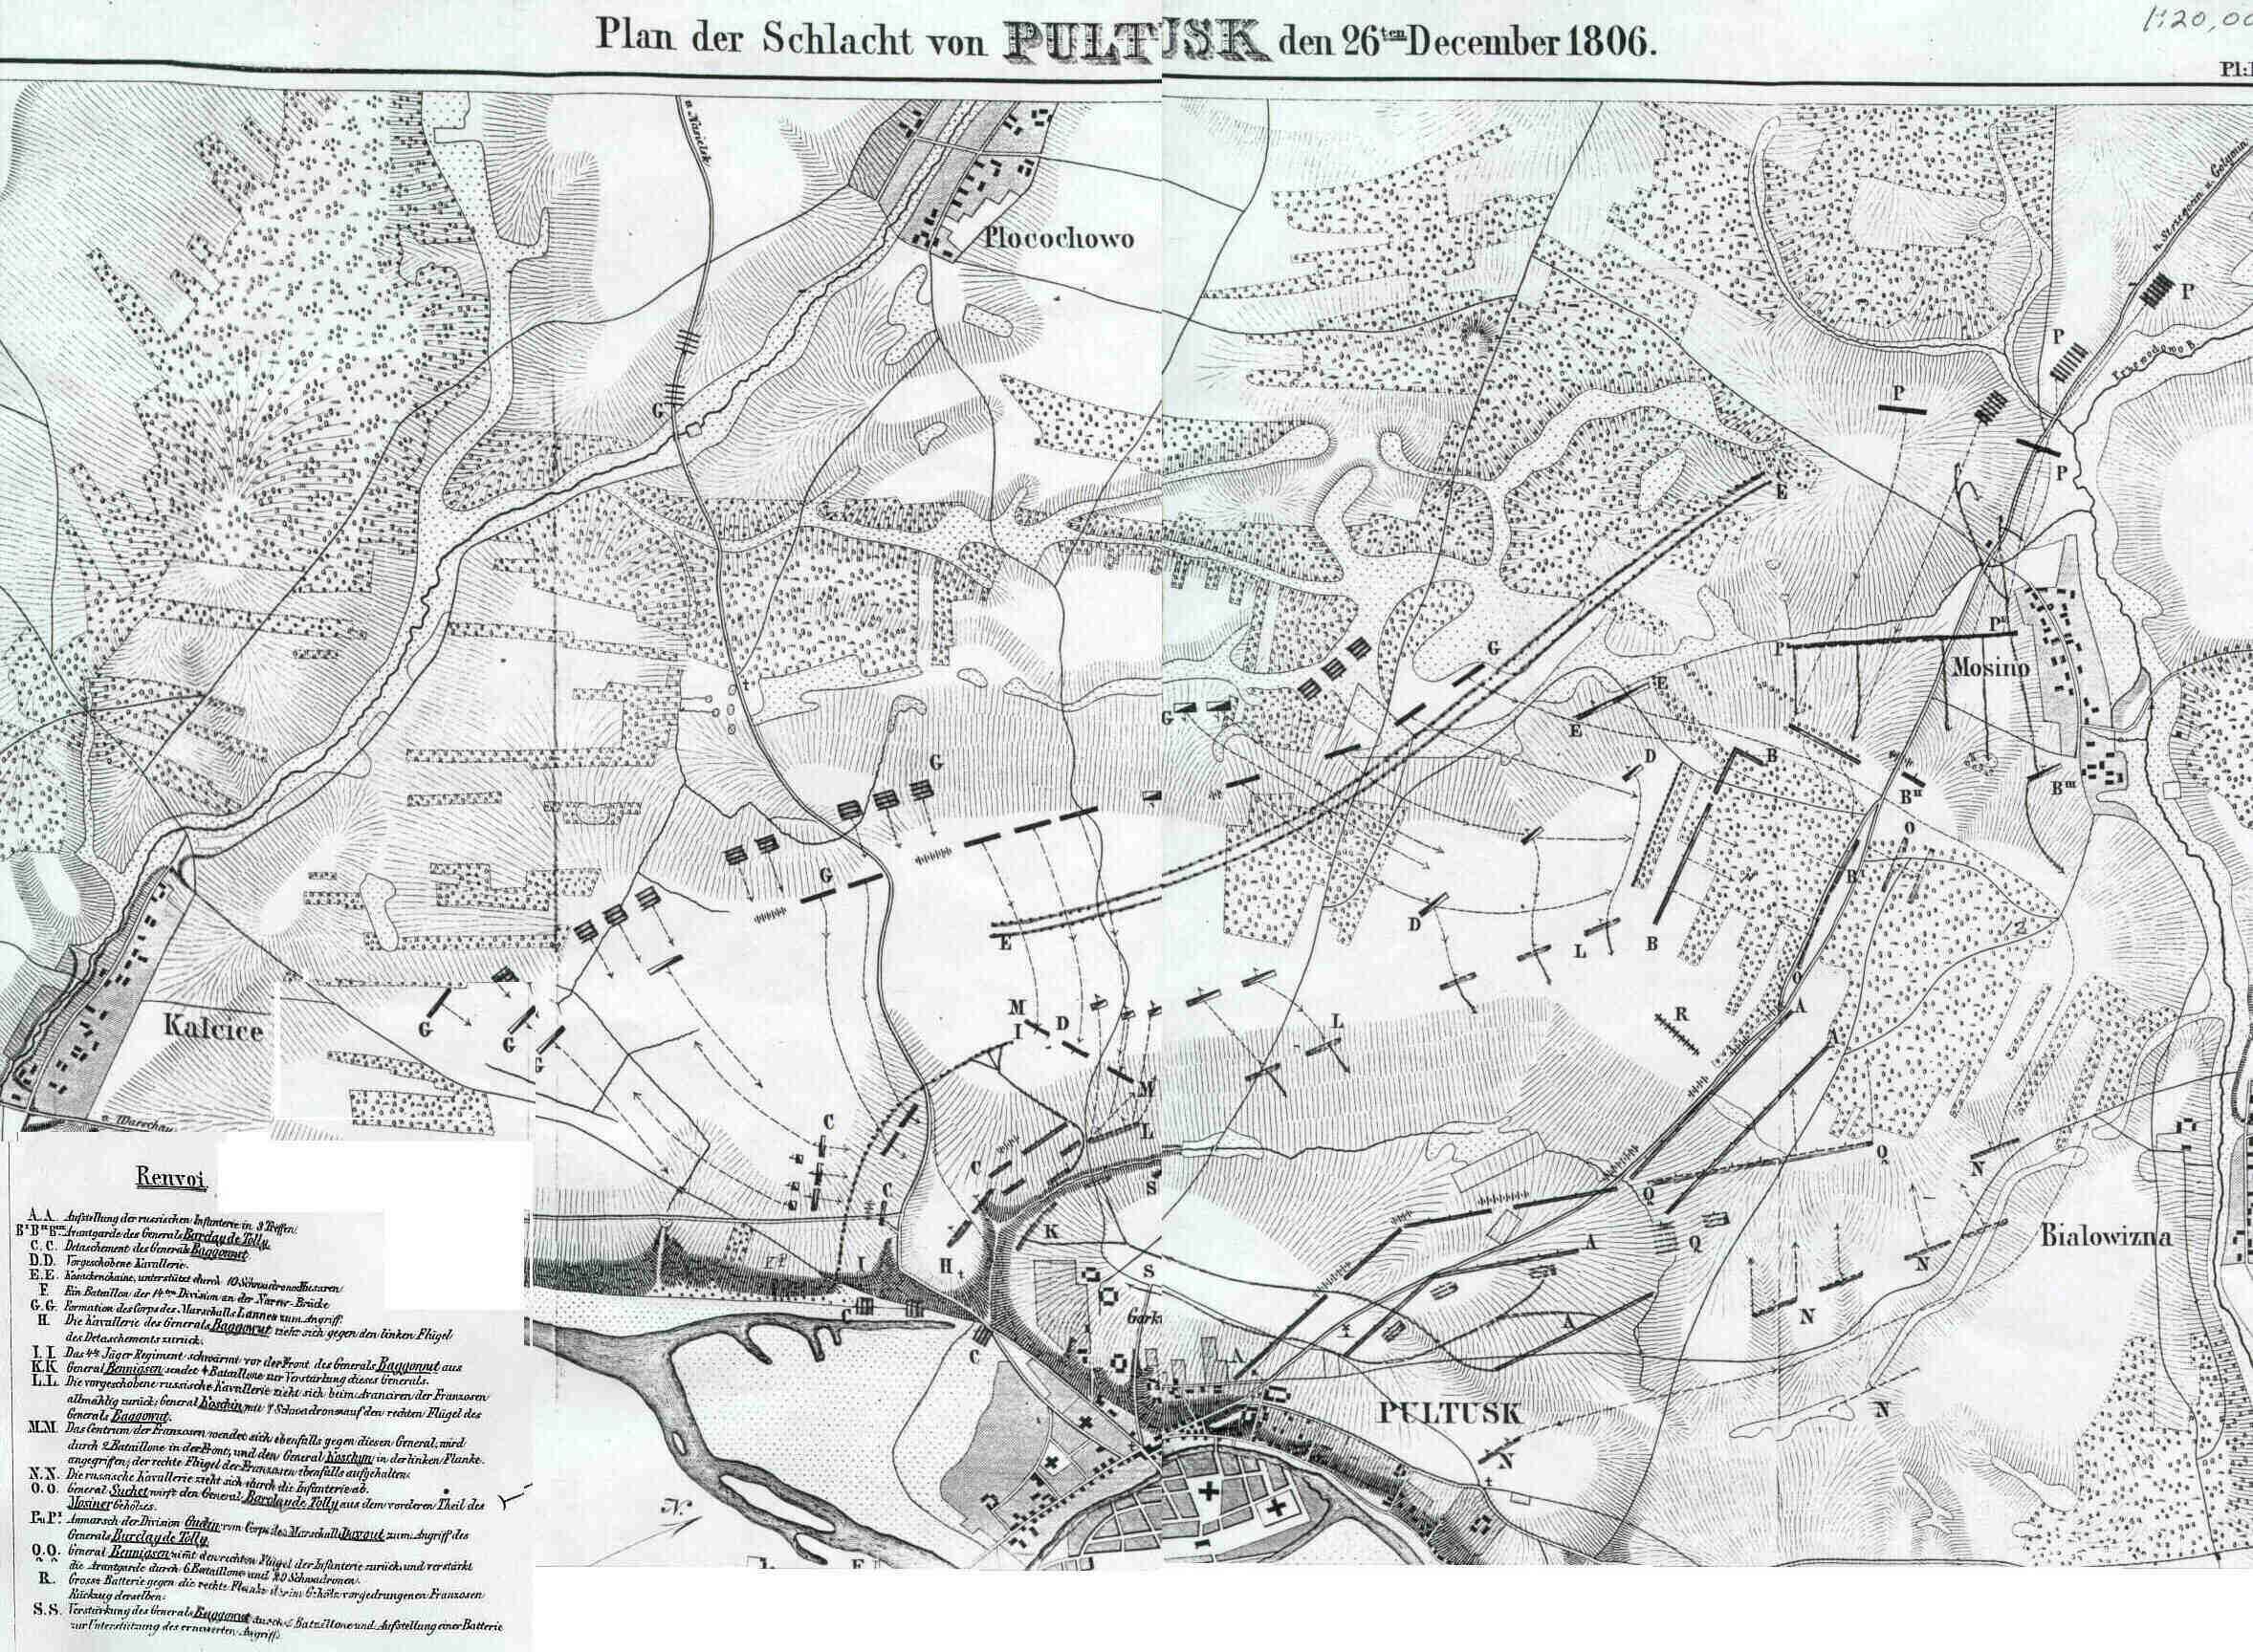 Plan der Schlacht von PULTUSK den 26ten December 1806.
1:20,00
Pl:
n. Nasielsk
Plocochowo
n. Strzegocin u. Golymin
P
P
P
P
Przewodowo B.
G
E
P
P
Mosino
G
G
E
E
D
B
G
B
O
G
B
E
D
L
B
O
G
G
G
Kalcice
M
I
D
L
R
A
A
n. Warschau
M
C
L
C
Q
N
C
S
Q
K
A
Q
Bialowizna
N
I
H
S
N
C
A
C
A
N
PULTUSK
N
N.
F
Renvoi
A.A. Aufstellung der russischen Infanterie in 3 Treffen.
B.I B.II B.III Avantgarde des Generals Barclay de Tolly.
C.C. Detaschement des Generals Baggowut
D.D. Vorgeschobene Kavallerie.
E.E. Kosackenchaine, unterstützt durch 10 Schwadronen Husaren
F. Ein Bataillon der 14ten Division an der Narew-Brücke
G.G. Formation des Corps des Marschalls Lannes zum Angriff.
H. Die Kavallerie des Generals Baggowut zieht sich gegen den linken Flügel
des Detaschements zurück.
I.I. Das 4te Jäger Regiment schwärmt vor der Front des Generals Baggowut aus
K.K. General Bennigsen sendet 4 Bataillone zur Verstärkung dieses Generals.
L.L. Die vorgeschobene russische Kavallerie zieht sich beim Avanciren der Franzosen
allmählig zurück; General Koschin mit 7 Schwadronen auf den rechten Flügel des
Generals Baggowut.
M.M. Das Centrum der Franzosen wendet sich ebenfalls gegen diesen General, wird
durch 2 Bataillone in der Front, und den General Koschin in der linken Flanke
angegriffen; der rechte Flügel der Franzosen ebenfalls aufgehalten.
N.N. Die russische Kavallerie zieht sich durch die Infanterie ab.
O.O. General Suchet wirft den General Barclay de Tolly aus dem vorderen Theil des
Mosiner Gehölzes.
P. u. P.I Anmarsch der Division Gudin vom Corps des Marschalls Davout zum Angriff des
Generals Barclay de Tolly.
Q.Q. General Bennigsen nimt den rechten Flügel der Infanterie zurück und verstärkt
die Avantgarde durch 6 Bataillone und 20 Schwadronen.
R. Grosse Batterie gegen die rechte Flanke der im Gehölz vorgedrungenen Franzosen
Rückzug derselben.
S.S. Verstärkung des Generals Baggowut durch Bataillone und Aufstellung einer Batterie
zur Unterstützung des erneuerten Angriffs